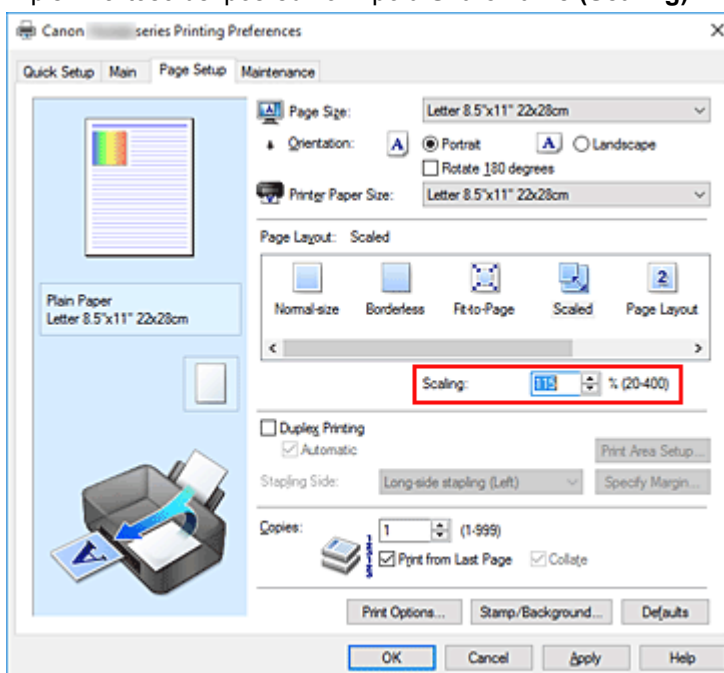 Canon series Printing Preferences
Quick Setup Main Page Setup Maintenance
Page Size: Letter 8.5"x11" 22x28cm
Orientation: A Portrait A Landscape
Rotate 180 degrees
Printer Paper Size: Letter 8.5"x11" 22x28cm
Page Layout: Scaled
Normal-size Borderless Fit-to-Page Scaled Page Layout
Plain Paper
Letter 8.5"x11" 22x28cm
Scaling: 115 % (20-400)
Duplex Printing
Automatic Print Area Setup...
Stapling Side: Long-side stapling (Left) Specify Margin...
Copies: 1 (1-999)
Print from Last Page Collate
Print Options... Stamp/Background... Defaults
OK Cancel Apply Help